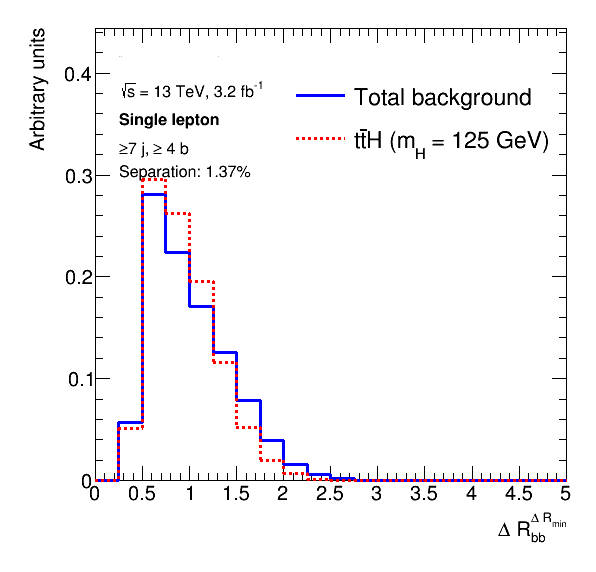 Arbitrary units
0.4
0.3
0.2
0.1
0
√s = 13 TeV, 3.2 fb⁻¹
Single lepton
≥7 j, ≥ 4 b
Separation: 1.37%
Total background
tt̄H (m_H = 125 GeV)
0 0.5 1 1.5 2 2.5 3 3.5 4 4.5 5
Δ R_bb^Δ R_min